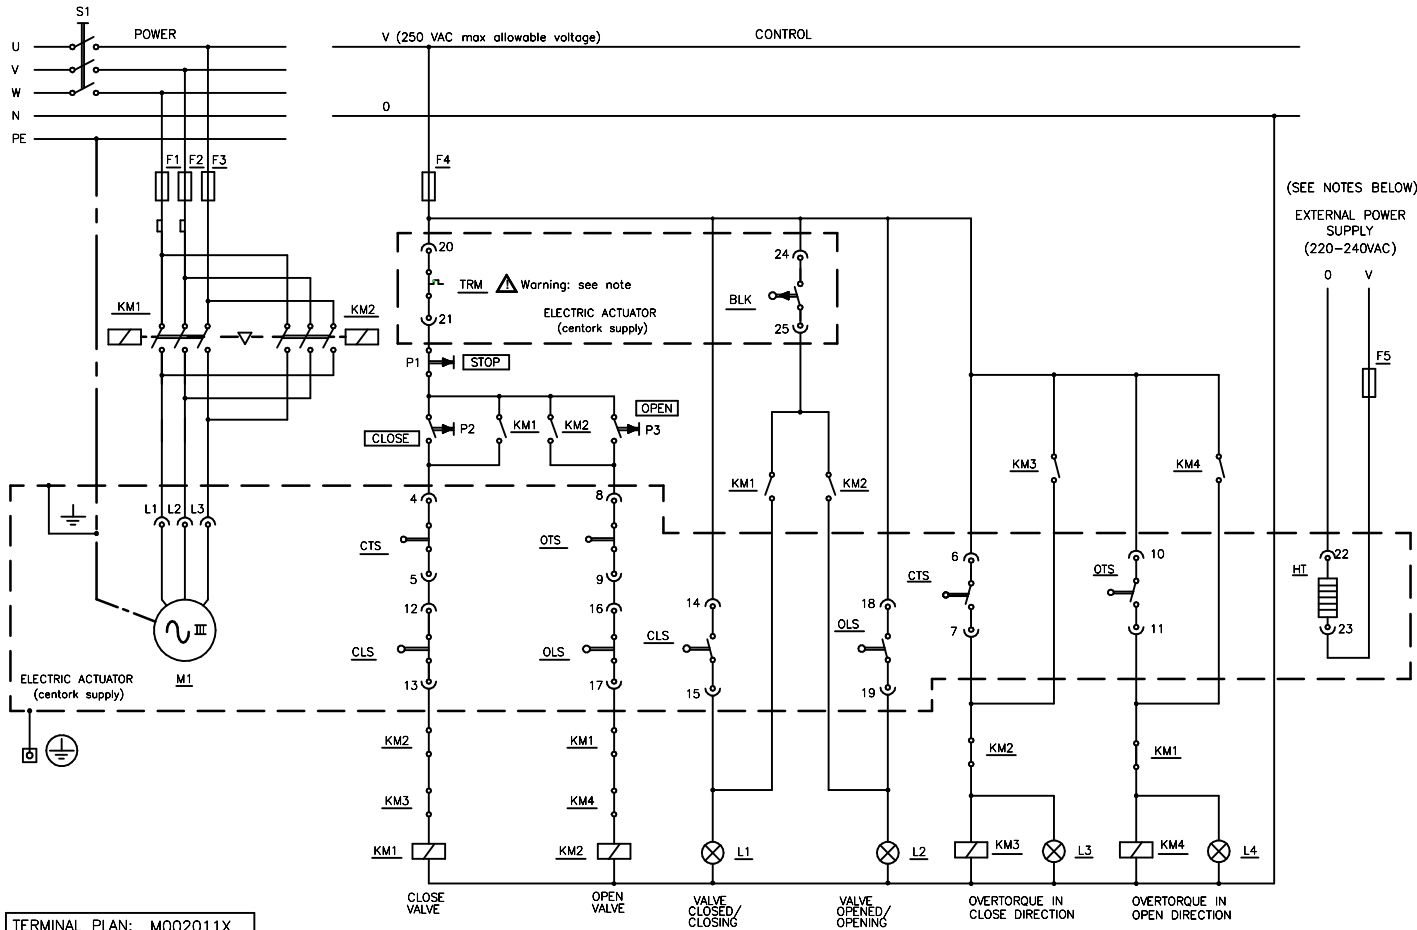 S1
POWER
V (250 VAC max allowable voltage)
CONTROL
U
V
W
N
PE
0
F1
F2
F3
F4
(SEE NOTES BELOW)
EXTERNAL POWER
SUPPLY
(220-240VAC)
0
V
20
TRM
Warning: see note
21
ELECTRIC ACTUATOR
(centork supply)
24
BLK
25
KM1
KM2
P1
STOP
F5
CLOSE
P2
KM1
KM2
OPEN
P3
KM1
KM2
KM3
KM4
L1
L2
L3
4
8
CTS
OTS
5
9
12
16
CLS
OLS
13
17
14
CLS
15
18
OLS
19
6
CTS
7
10
OTS
11
22
HT
23
III
M1
ELECTRIC ACTUATOR
(centork supply)
KM2
KM1
KM2
KM1
KM3
KM4
KM1
KM2
L1
L2
KM3
L3
KM4
L4
CLOSE
VALVE
OPEN
VALVE
VALVE
CLOSED/
CLOSING
VALVE
OPENED/
OPENING
OVERTORQUE IN
CLOSE DIRECTION
OVERTORQUE IN
OPEN DIRECTION
TERMINAL PLAN: M002011X